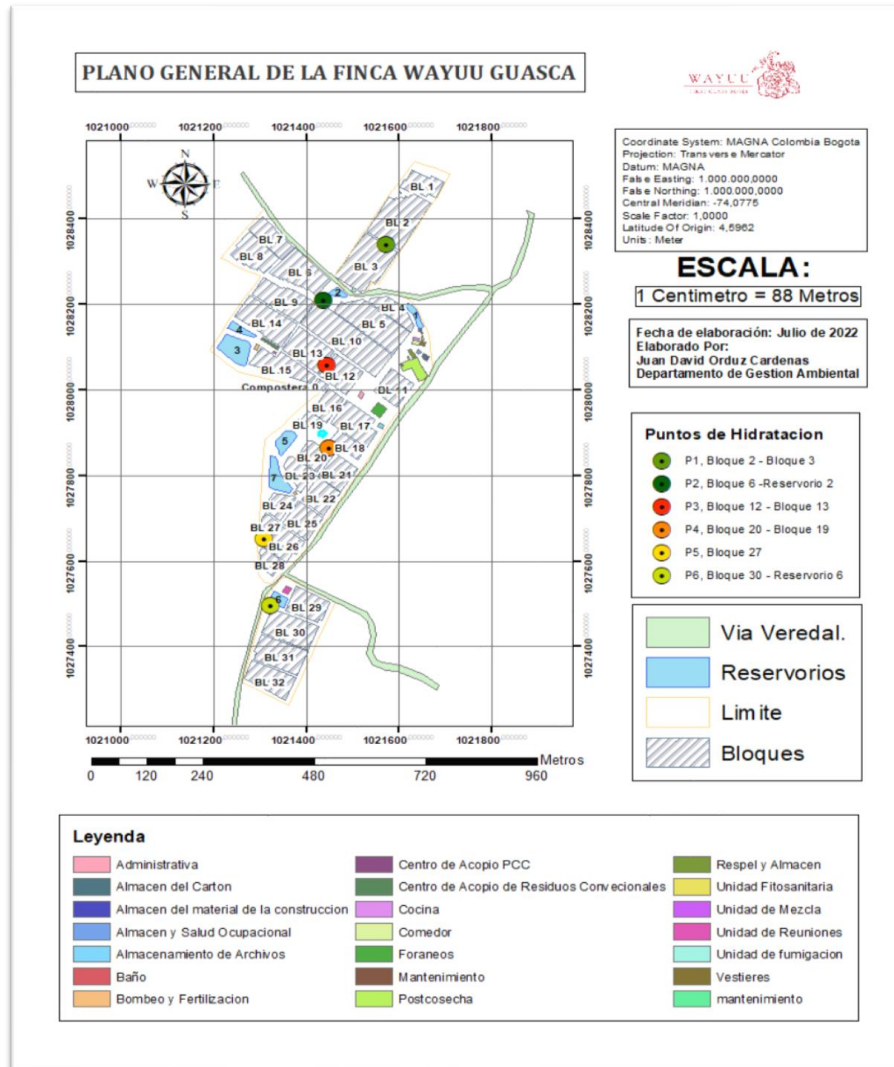 PLANO GENERAL DE LA FINCA WAYUU GUASCA
WAYUU
Coordinate System: MAGNA Colombia Bogota
Projection: Transverse Mercator
Datum: MAGNA
False Easting: 1.000.000,0000
False Northing: 1.000.000,0000
Central Meridian: -74,0775
Scale Factor: 1,0000
Latitude Of Origin: 4,5962
Units: Meter
ESCALA:
1 Centimetro = 88 Metros
Fecha de elaboración: Julio de 2022
Elaborado Por:
Juan David Orduz Cardenas
Departamento de Gestion Ambiental
Puntos de Hidratacion
P1, Bloque 2 - Bloque 3
P2, Bloque 6 -Reservorio 2
P3, Bloque 12 - Bloque 13
P4, Bloque 20 - Bloque 19
P5, Bloque 27
P6, Bloque 30 - Reservorio 6
Via Veredal.
Reservorios
Limite
Bloques
1021000 1021200 1021400 1021600 1021800
1028400
1028200
1028000
1027800
1027600
1027400
1028400
1028200
1028000
1027800
1027600
1027400
N
W E
S
BL 1
BL 2
BL 3
BL 7
BL 8
BL 6
2
BL 9
BL 4
1
BL 5
BL 14
4
3
BL 10
BL 13
BL 15
BL 12
Compostera 0
BL 16
BL 19
BL 17
5
BL 18
BL 20
7
BL 21
BL 22
BL 24
BL 27
BL 25
BL 26
BL 28
6
BL 29
BL 30
BL 31
BL 32
1021000 1021200 1021400 1021600 1021800
Metros
0 120 240 480 720 960
Leyenda
Administrativa
Almacen del Carton
Almacen del material de la construccion
Almacen y Salud Ocupacional
Almacenamiento de Archivos
Baño
Bombeo y Fertilizacion
Centro de Acopio PCC
Centro de Acopio de Residuos Convecionales
Cocina
Comedor
Foraneos
Mantenimiento
Postcosecha
Respel y Almacen
Unidad Fitosanitaria
Unidad de Mezcla
Unidad de Reuniones
Unidad de fumigacion
Vestieres
mantenimiento